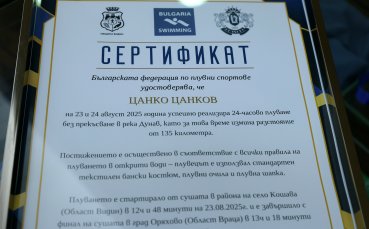 BULGARIA
SWIMMING
СЕРТИФИКАТ
Българската федерация по плувни спортове
удостоверява, че
ЦАНКО ЦАНКОВ
на 23 и 24 август 2025 година успешно реализира 24-часово плуване
без прекъсване в река Дунав, като за това време измина разстояние
от 135 километра.
Постижението е осъществено в съответствие с всички правила на
плуването в открити води – плувецът е използвал стандартен
текстилен бански костюм, плувни очила и плувна шапка.
Плуването е стартирало от сушата в района на село Кошава
(Област Видин) в 12ч и 48 минути на 23.08.2025г. и е завършило с
финал на сушата в град Оряхово (Област Враца) в 13ч и 18 минути